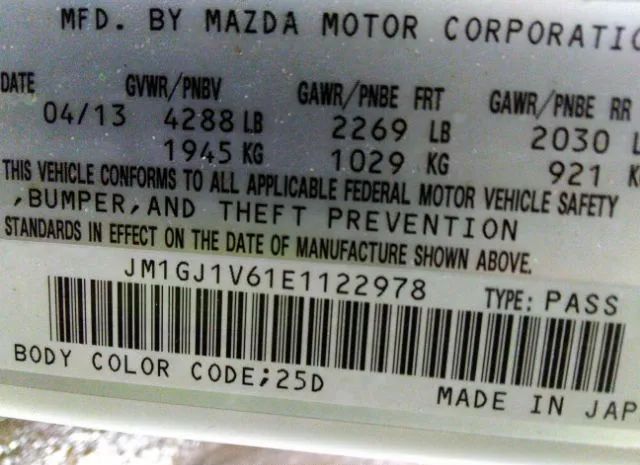 MFD. BY MAZDA MOTOR CORPORATIO
DATE GVWR/PNBV GAWR/PNBE FRT GAWR/PNBE RR
04/13 4288 LB 2269 LB 2030 L
1945 KG 1029 KG 921 K
THIS VEHICLE CONFORMS TO ALL APPLICABLE FEDERAL MOTOR VEHICLE SAFETY
,BUMPER,AND THEFT PREVENTION
STANDARDS IN EFFECT ON THE DATE OF MANUFACTURE SHOWN ABOVE.
JM1GJ1V61E1122978 TYPE: PASS
BODY COLOR CODE;25D
MADE IN JAP